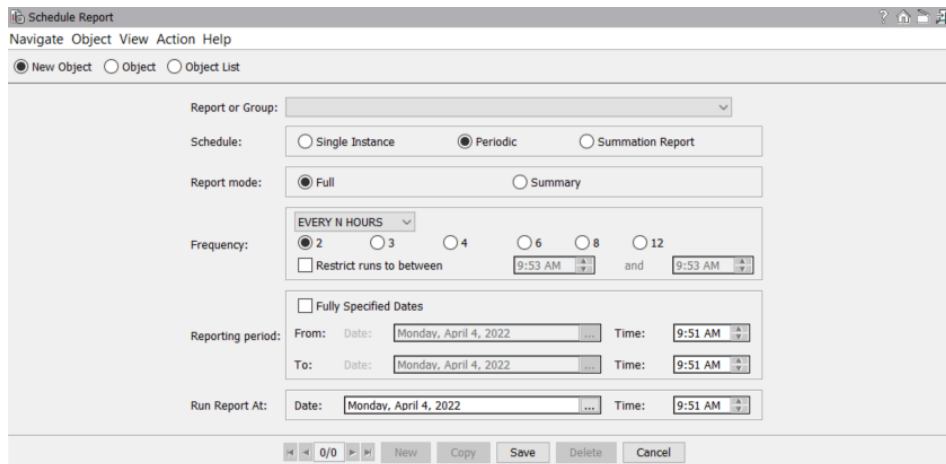 Schedule Report ?
Navigate Object View Action Help
New Object Object Object List
Report or Group:
Schedule: Single Instance Periodic Summation Report
Report mode: Full Summary
EVERY N HOURS
Frequency: 2 3 4 6 8 12
Restrict runs to between 9:53 AM and 9:53 AM
Fully Specified Dates
Reporting period: From: Date: Monday, April 4, 2022 ... Time: 9:51 AM
To: Date: Monday, April 4, 2022 ... Time: 9:51 AM
Run Report At: Date: Monday, April 4, 2022 ... Time: 9:51 AM
0/0 New Copy Save Delete Cancel